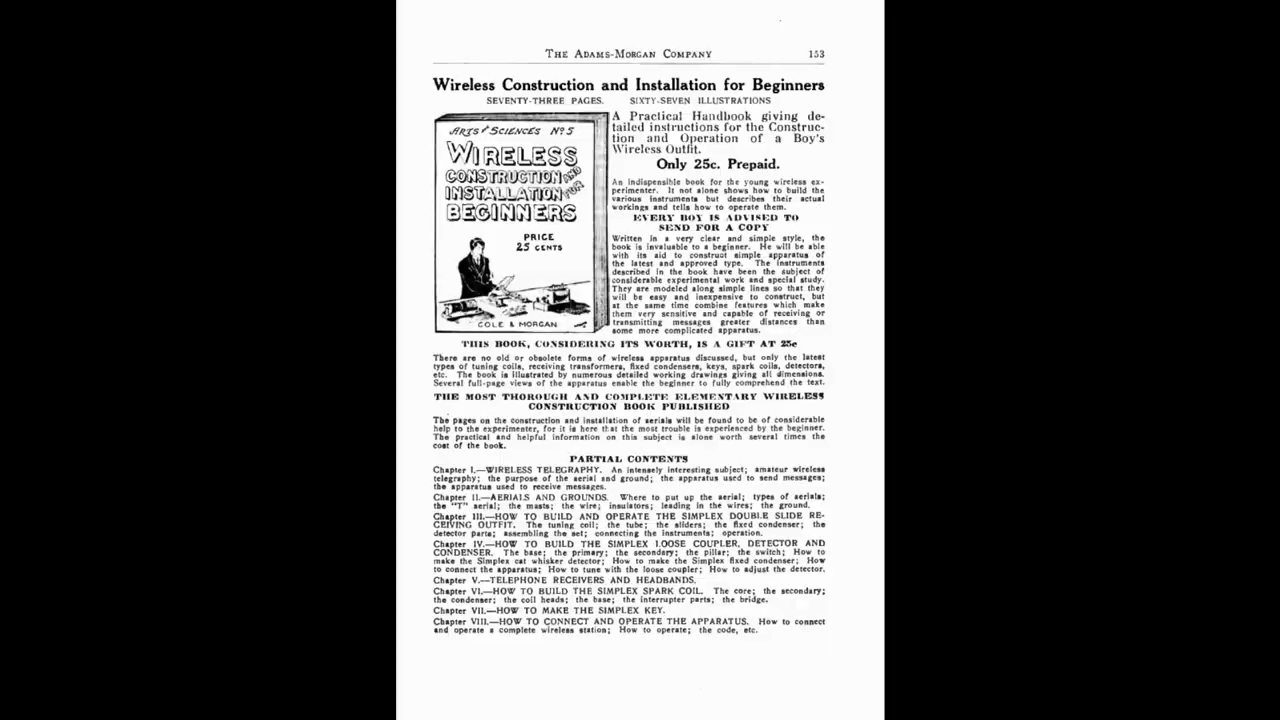 THE ADAMS-MORGAN COMPANY 153
Wireless Construction and Installation for Beginners
SEVENTY-THREE PAGES. SIXTY-SEVEN ILLUSTRATIONS
ARTS & SCIENCES No 5
WIRELESS
CONSTRUCTION AND
INSTALLATION FOR
BEGINNERS
PRICE
25 CENTS
COLE & MORGAN
A Practical Handbook giving de-
tailed instructions for the Construc-
tion and Operation of a Boy's
Wireless Outfit.
Only 25c. Prepaid.
An indispensible book for the young wireless ex-
perimenter. It not alone shows how to build the
various instruments but describes their actual
workings and tells how to operate them.
EVERY BOY IS ADVISED TO
SEND FOR A COPY
Written in a very clear and simple style, the
book is invaluable to a beginner. He will be able
with its aid to construct simple apparatus of
the latest and approved type. The instruments
described in the book have been the subject of
considerable experimental work and special study.
They are modeled along simple lines so that they
will be easy and inexpensive to construct, but
at the same time combine features which make
them very sensitive and capable of receiving or
transmitting messages greater distances than
some more complicated apparatus.
THIS BOOK, CONSIDERING ITS WORTH, IS A GIFT AT 25c
There are no old or obsolete forms of wireless apparatus discussed, but only the latest
types of tuning coils, receiving transformers, fixed condensers, keys, spark coils, detectors,
etc. The book is illustrated by numerous detailed working drawings giving all dimensions.
Several full-page views of the apparatus enable the beginner to fully comprehend the text.
THE MOST THOROUGH AND COMPLETE ELEMENTARY WIRELESS
CONSTRUCTION BOOK PUBLISHED
The pages on the construction and installation of aerials will be found to be of considerable
help to the experimenter, for it is here that the most trouble is experienced by the beginner.
The practical and helpful information on this subject is alone worth several times the
cost of the book.
PARTIAL CONTENTS
Chapter I.—WIRELESS TELEGRAPHY. An intensely interesting subject; amateur wireless
telegraphy; the purpose of the aerial and ground; the apparatus used to send messages;
the apparatus used to receive messages.
Chapter II.—AERIALS AND GROUNDS. Where to put up the aerial; types of aerials;
the "T" aerial; the masts; the wire; insulators; leading in the wires; the ground.
Chapter III.—HOW TO BUILD AND OPERATE THE SIMPLEX DOUBLE SLIDE RE-
CEIVING OUTFIT. The tuning coil; the tube; the sliders; the fixed condenser; the
detector parts; assembling the set; connecting the instruments; operation.
Chapter IV.—HOW TO BUILD THE SIMPLEX LOOSE COUPLER, DETECTOR AND
CONDENSER. The base; the primary; the secondary; the pillar; the switch; How to
make the Simplex cat whisker detector; How to make the Simplex fixed condenser; How
to connect the apparatus; How to tune with the loose coupler; How to adjust the detector.
Chapter V.—TELEPHONE RECEIVERS AND HEADBANDS.
Chapter VI.—HOW TO BUILD THE SIMPLEX SPARK COIL. The core; the secondary;
the condenser; the coil heads; the base; the interrupter parts; the bridge.
Chapter VII.—HOW TO MAKE THE SIMPLEX KEY.
Chapter VIII.—HOW TO CONNECT AND OPERATE THE APPARATUS. How to connect
and operate a complete wireless station; How to operate; the code, etc.